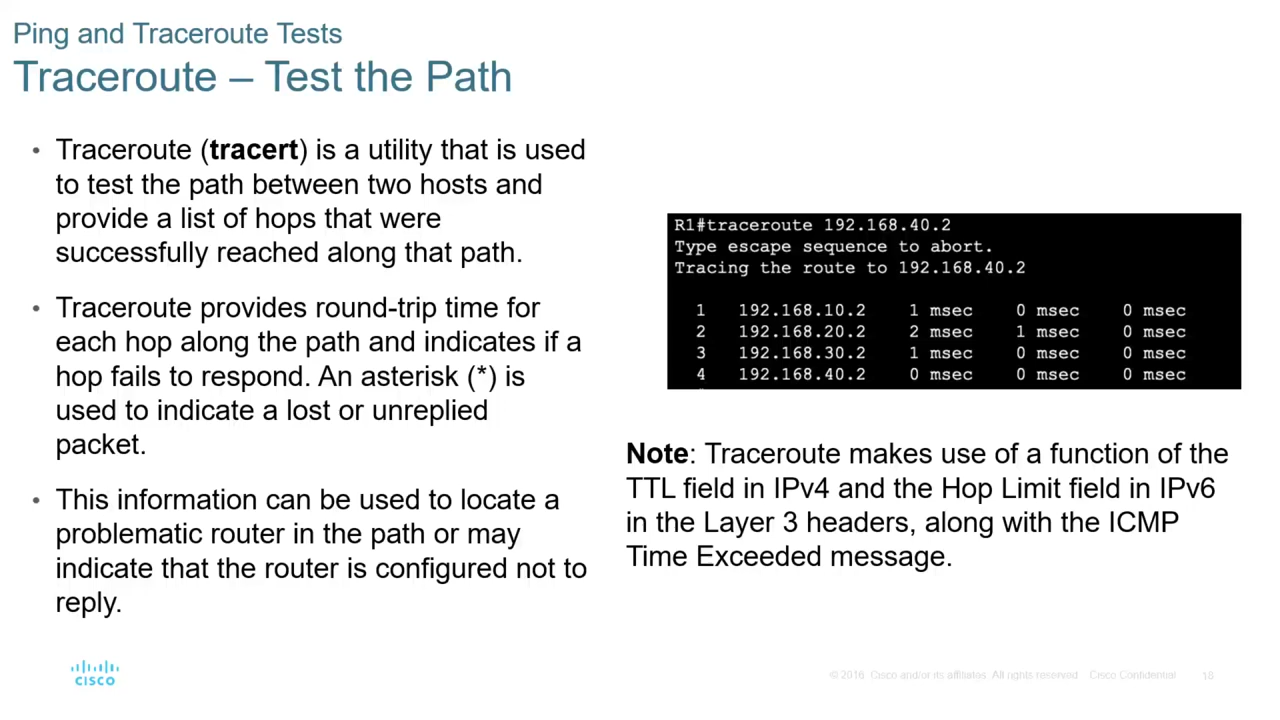 Ping and Traceroute Tests
Traceroute – Test the Path
• Traceroute (tracert) is a utility that is used
to test the path between two hosts and
provide a list of hops that were
successfully reached along that path.
• Traceroute provides round-trip time for
each hop along the path and indicates if a
hop fails to respond. An asterisk (*) is
used to indicate a lost or unreplied
packet.
• This information can be used to locate a
problematic router in the path or may
indicate that the router is configured not to
reply.
R1#traceroute 192.168.40.2
Type escape sequence to abort.
Tracing the route to 192.168.40.2
1 192.168.10.2 1 msec 0 msec 0 msec
2 192.168.20.2 2 msec 1 msec 0 msec
3 192.168.30.2 1 msec 0 msec 0 msec
4 192.168.40.2 0 msec 0 msec 0 msec
Note: Traceroute makes use of a function of the
TTL field in IPv4 and the Hop Limit field in IPv6
in the Layer 3 headers, along with the ICMP
Time Exceeded message.
CISCO
© 2016 Cisco and/or its affiliates. All rights reserved. Cisco Confidential 18